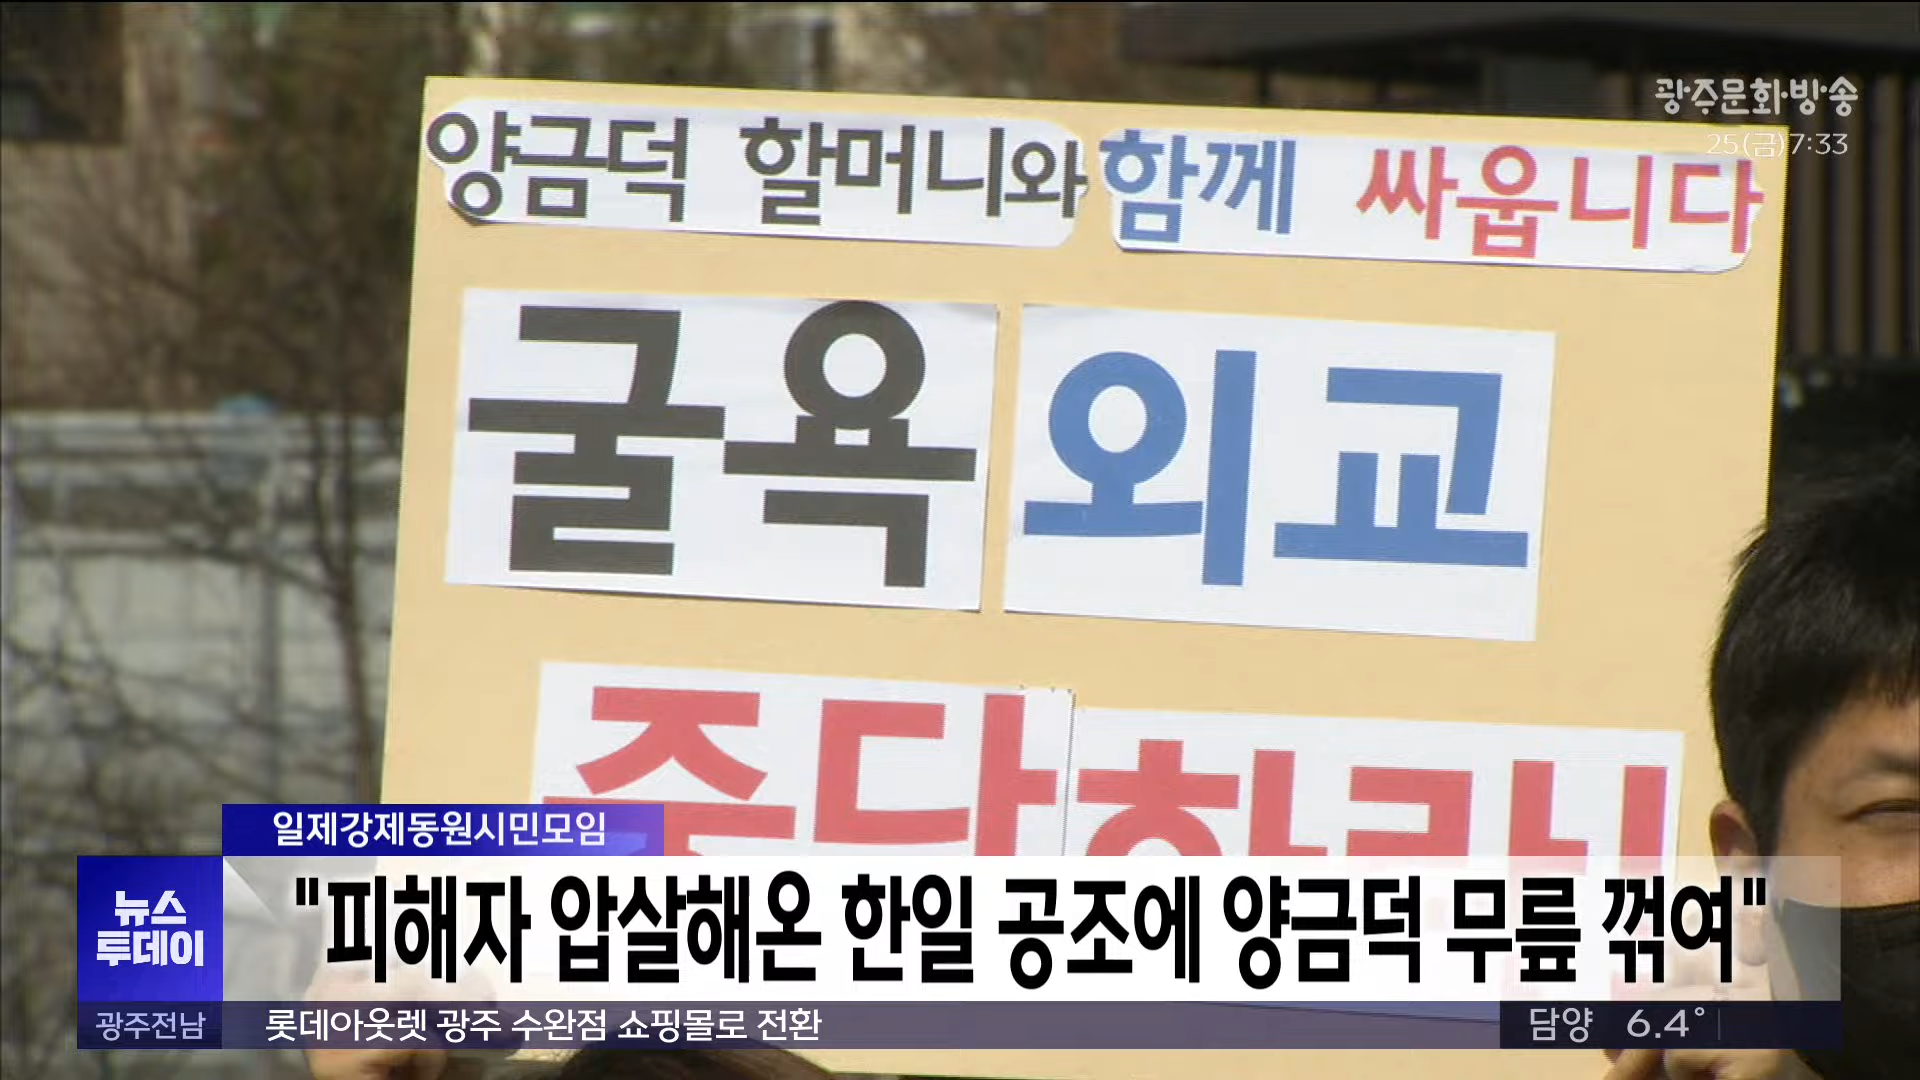 광주문화방송
25(금)7:33
양금덕 할머니와 함께 싸웁니다
굴욕 외교
중단하라!
일제강제동원시민모임
뉴스
투데이
"피해자 압살해온 한일 공조에 양금덕 무릎 꺾여"
광주전남
롯데아웃렛 광주 수완점 쇼핑몰로 전환
담양 6.4°